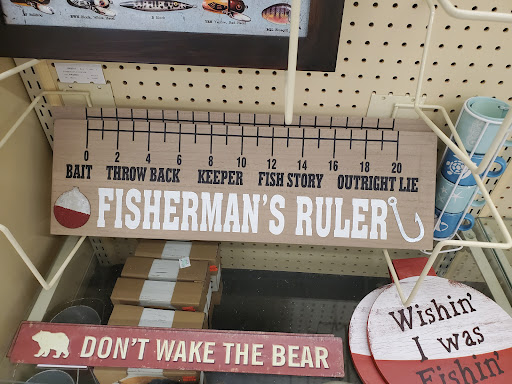 0 2 4 6 8 10 12 14 16 18 20
BAIT THROW BACK KEEPER FISH STORY OUTRIGHT LIE
FISHERMAN'S RULER
DON'T WAKE THE BEAR
Wishin'
I was
Fishin'